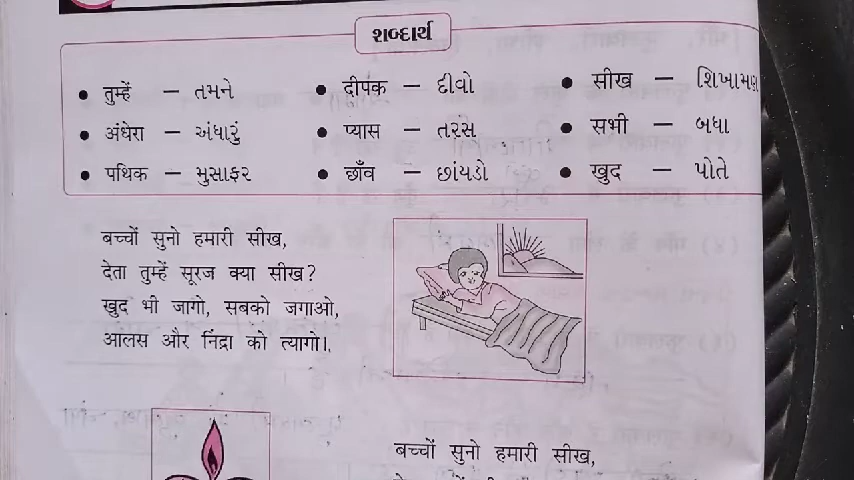 શબ્દાર્થ
• तुम्हें – તમને • दीपक – દીવો • सीख – શિખામણ
• अंधेरा – અંધારું • प्यास – તરસ • सभी – બધા
• पथिक – મુસાફર • छाँव – છાંયડો • खुद – પોતે
बच्चों सुनो हमारी सीख,
देता तुम्हें सूरज क्या सीख?
खुद भी जागो, सबको जगाओ,
आलस और निंद्रा को त्यागो।
बच्चों सुनो हमारी सीख,